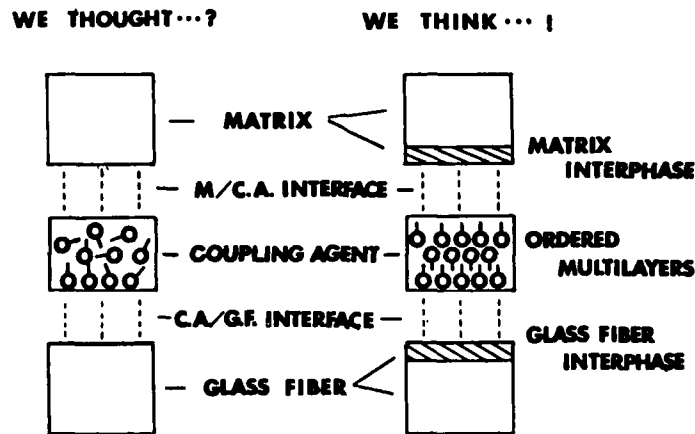 WE THOUGHT···?
WE THINK··· !
MATRIX
MATRIX
INTERPHASE
M/C.A. INTERFACE
COUPLING AGENT
ORDERED
MULTILAYERS
C.A/G.F. INTERFACE
GLASS FIBER
INTERPHASE
GLASS FIBER